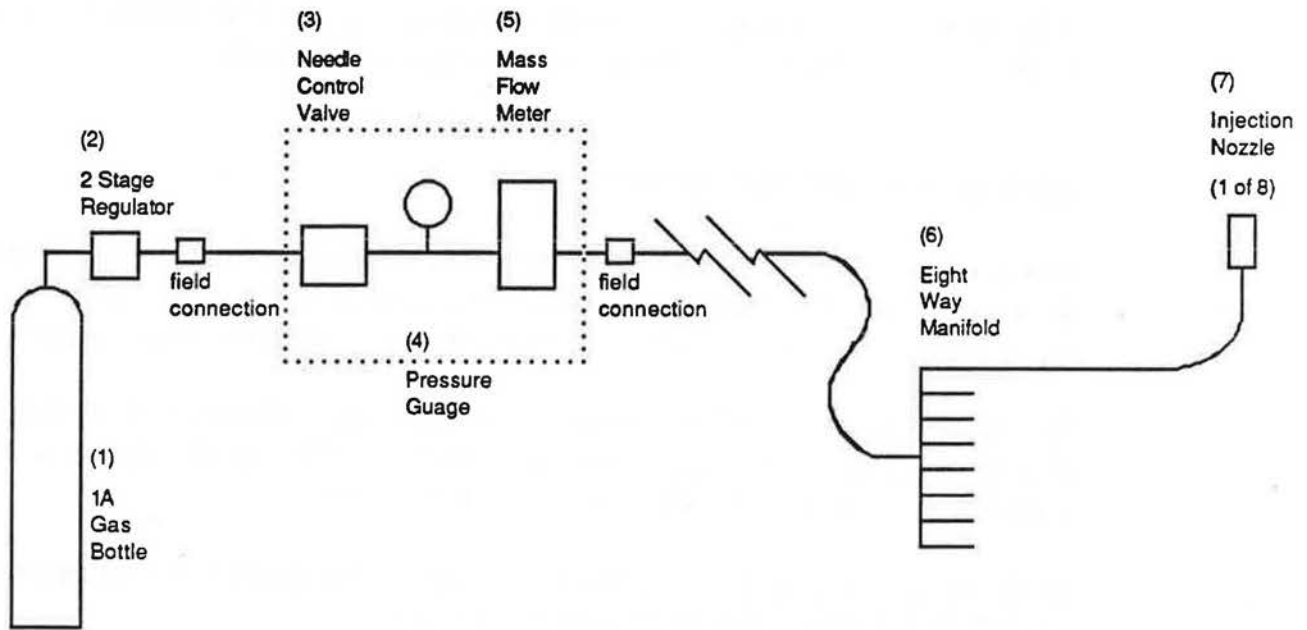 (3)
Needle
Control
Valve
(5)
Mass
Flow
Meter
(7)
Injection
Nozzle
(1 of 8)
(2)
2 Stage
Regulator
field
connection
field
connection
(6)
Eight
Way
Manifold
(4)
Pressure
Guage
(1)
1A
Gas
Bottle